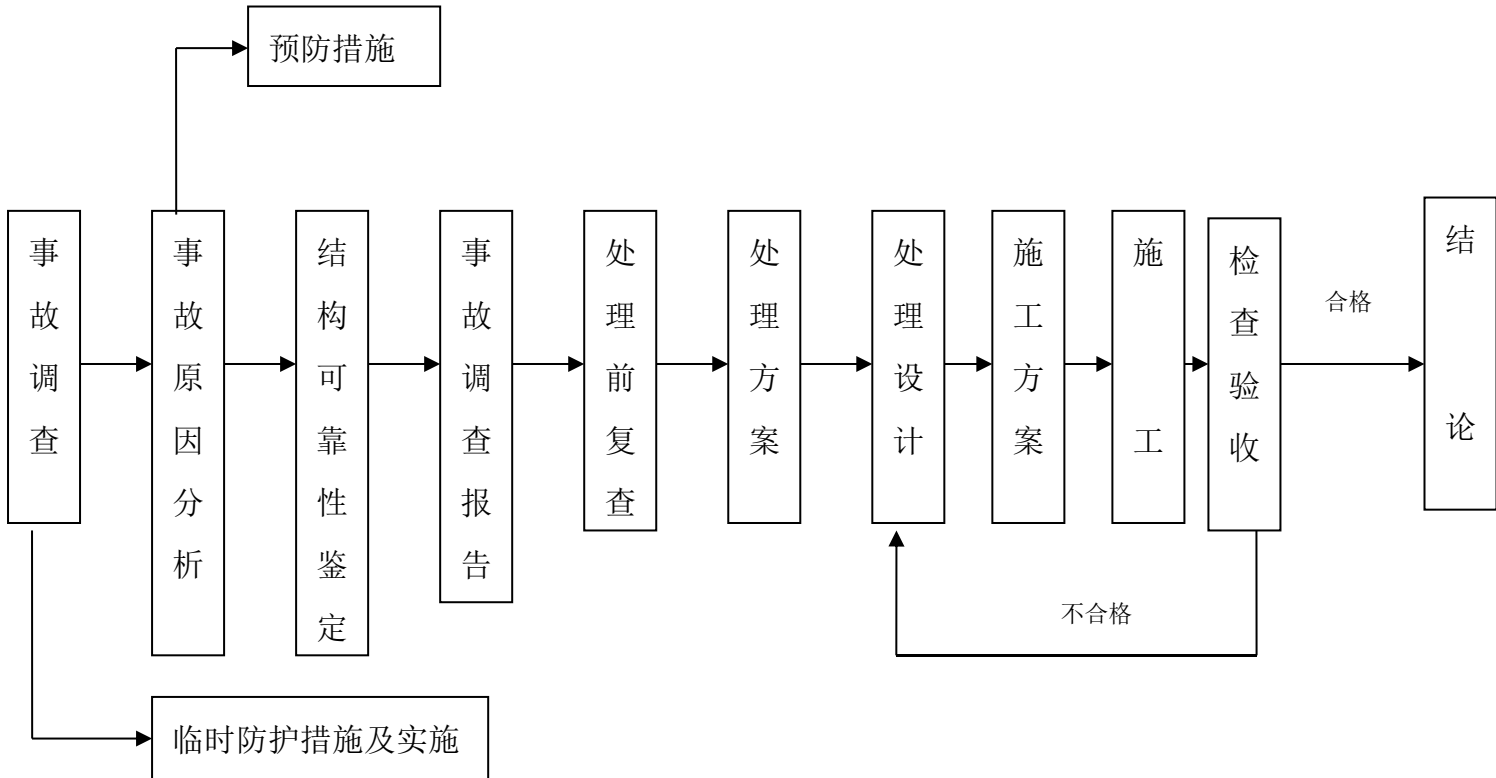 预防措施
事故调查
事故原因分析
结构可靠性鉴定
事故调查报告
处理前复查
处理方案
处理设计
施工方案
施工
检查验收
合格
结论
不合格
临时防护措施及实施